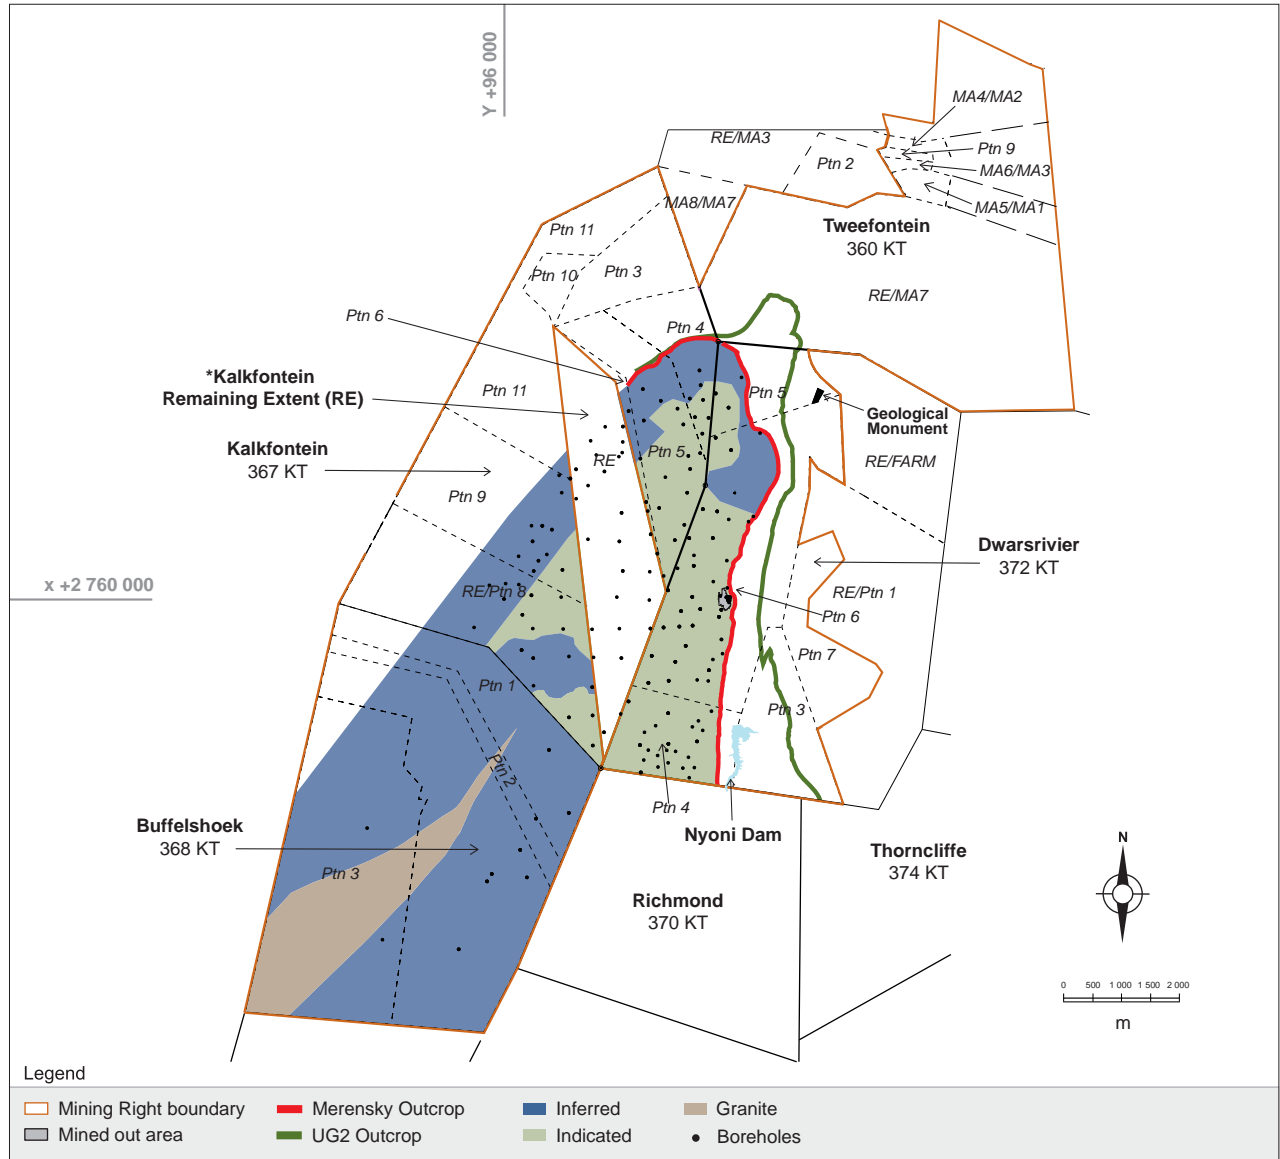 Y +96 000
MA4/MA2
RE/MA3
Ptn 9
Ptn 2
MA6/MA3
MA8/MA7
MA5/MA1
Tweefontein
360 KT
Ptn 11
Ptn 10
Ptn 3
RE/MA7
Ptn 6
Ptn 4
*Kalkfontein
Remaining Extent (RE)
Ptn 11
Ptn 5
Geological
Monument
Kalkfontein
367 KT
RE
Ptn 5
RE/FARM
Ptn 9
Dwarsrivier
372 KT
x +2 760 000
RE/Ptn 8
RE/Ptn 1
Ptn 6
Ptn 7
Ptn 1
Ptn 3
Ptn 2
Ptn 4
Nyoni Dam
Buffelshoek
368 KT
Thorncliffe
374 KT
Ptn 3
Richmond
370 KT
N
0 500 1 000 1 500 2 000
m
Legend
Mining Right boundary
Merensky Outcrop
Inferred
Granite
Mined out area
UG2 Outcrop
Indicated
Boreholes